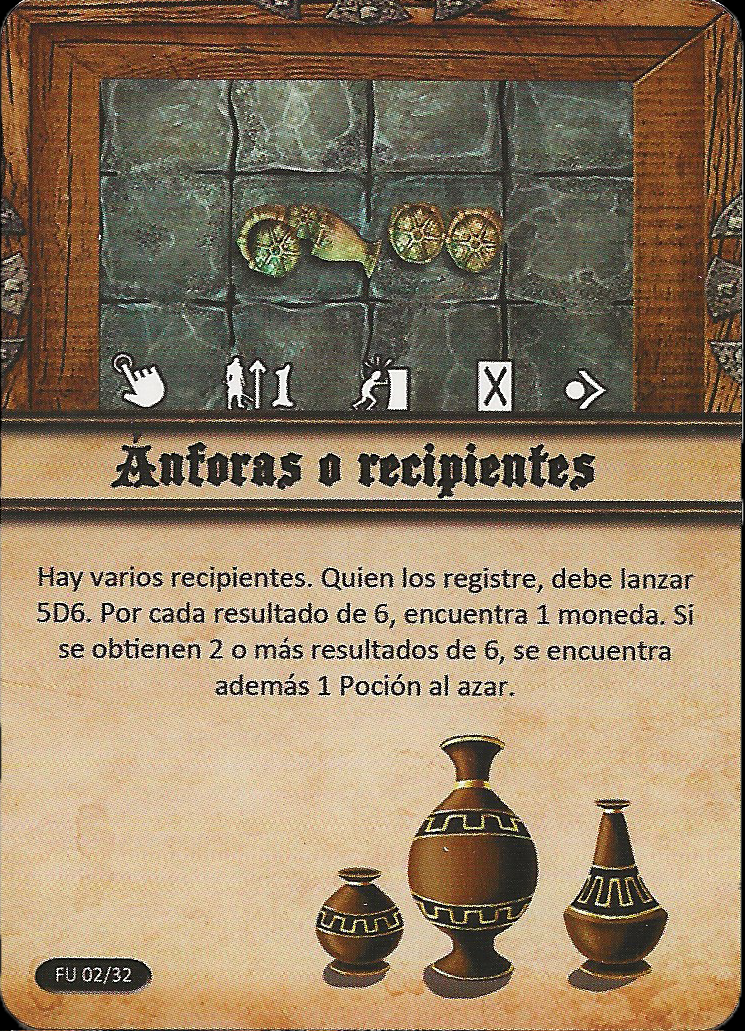 1
X
Ánforas o recipientes
Hay varios recipientes. Quien los registre, debe lanzar
5D6. Por cada resultado de 6, encuentra 1 moneda. Si
se obtienen 2 o más resultados de 6, se encuentra
además 1 Poción al azar.
FU 02/32